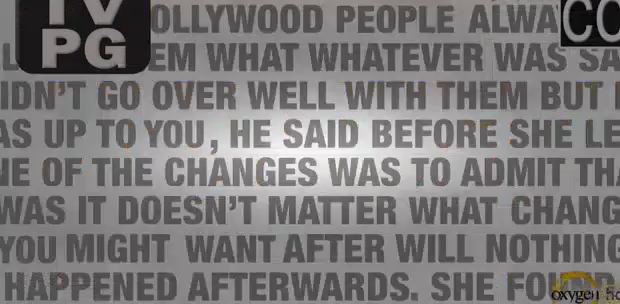 TV
PG
OLLYWOOD PEOPLE ALWA
CC
EM WHAT WHATEVER WAS SA
IDN'T GO OVER WELL WITH THEM BUT
AS UP TO YOU, HE SAID BEFORE SHE LE
NE OF THE CHANGES WAS TO ADMIT THA
WAS IT DOESN'T MATTER WHAT CHANG
YOU MIGHT WANT AFTER WILL NOTHING
HAPPENED AFTERWARDS. SHE FO
oxygen